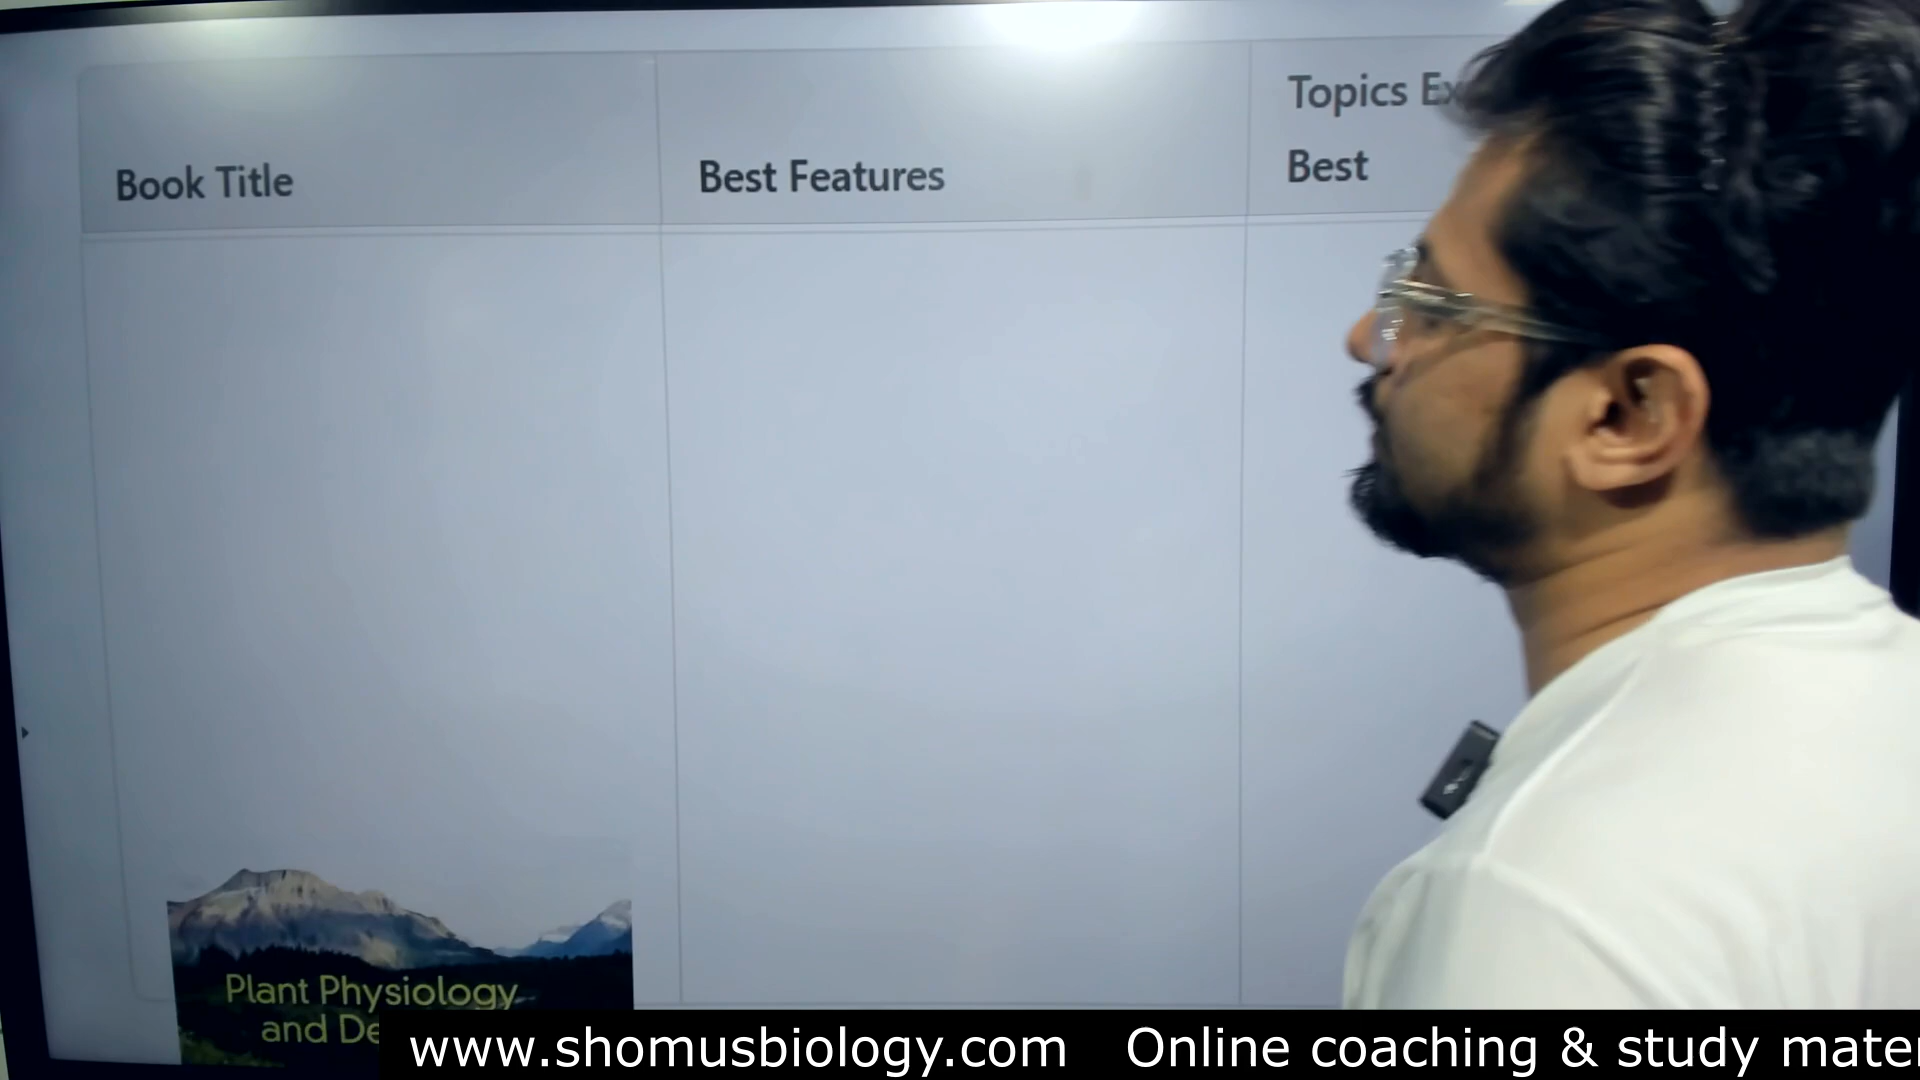 Topics
Book Title
Best Features
Best
Plant Physiology
and
www.shomusbiology.com Online coaching & study